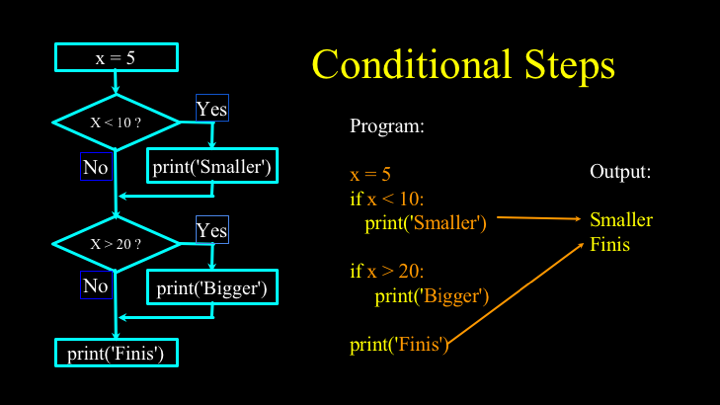 Conditional Steps
x = 5
X < 10 ?
Yes
No
print('Smaller')
X > 20 ?
Yes
No
print('Bigger')
print('Finis')
Program:
x = 5
if x < 10:
print('Smaller')
if x > 20:
print('Bigger')
print('Finis')
Output:
Smaller
Finis